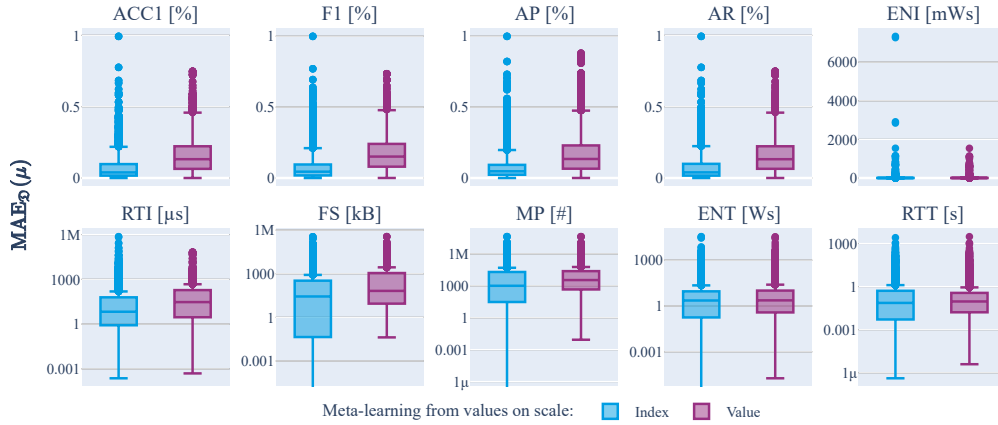 ACC1 [%] F1 [%] AP [%] AR [%] ENI [mWs]
1 1 1 1 6000
0.5 0.5 0.5 0.5 4000
2000
0 0 0 0 0
MAE𝒟(μ)
RTI [μs] FS [kB] MP [#] ENT [Ws] RTT [s]
1M 1M 1M 1000 1000
1000 1000 1000 1 1
1 1 1 0.001 0.001
0.001 0.001 0.001 1μ
1μ
Meta-learning from values on scale: Index Value